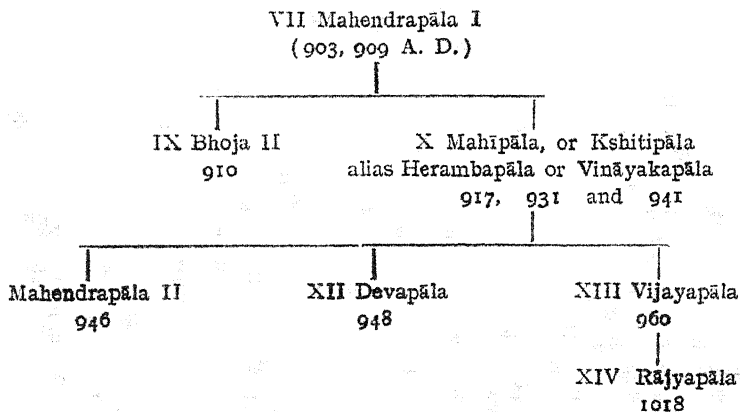 VII Mahendrapāla I
(903, 909 A. D.)
IX Bhoja II
910
X Mahīpāla, or Kshitipāla
alias Herambapāla or Vināyakapāla
917, 931 and 941
Mahendrapāla II
946
XII Devapāla
948
XIII Vijayapāla
960
XIV Rājyapāla
1018